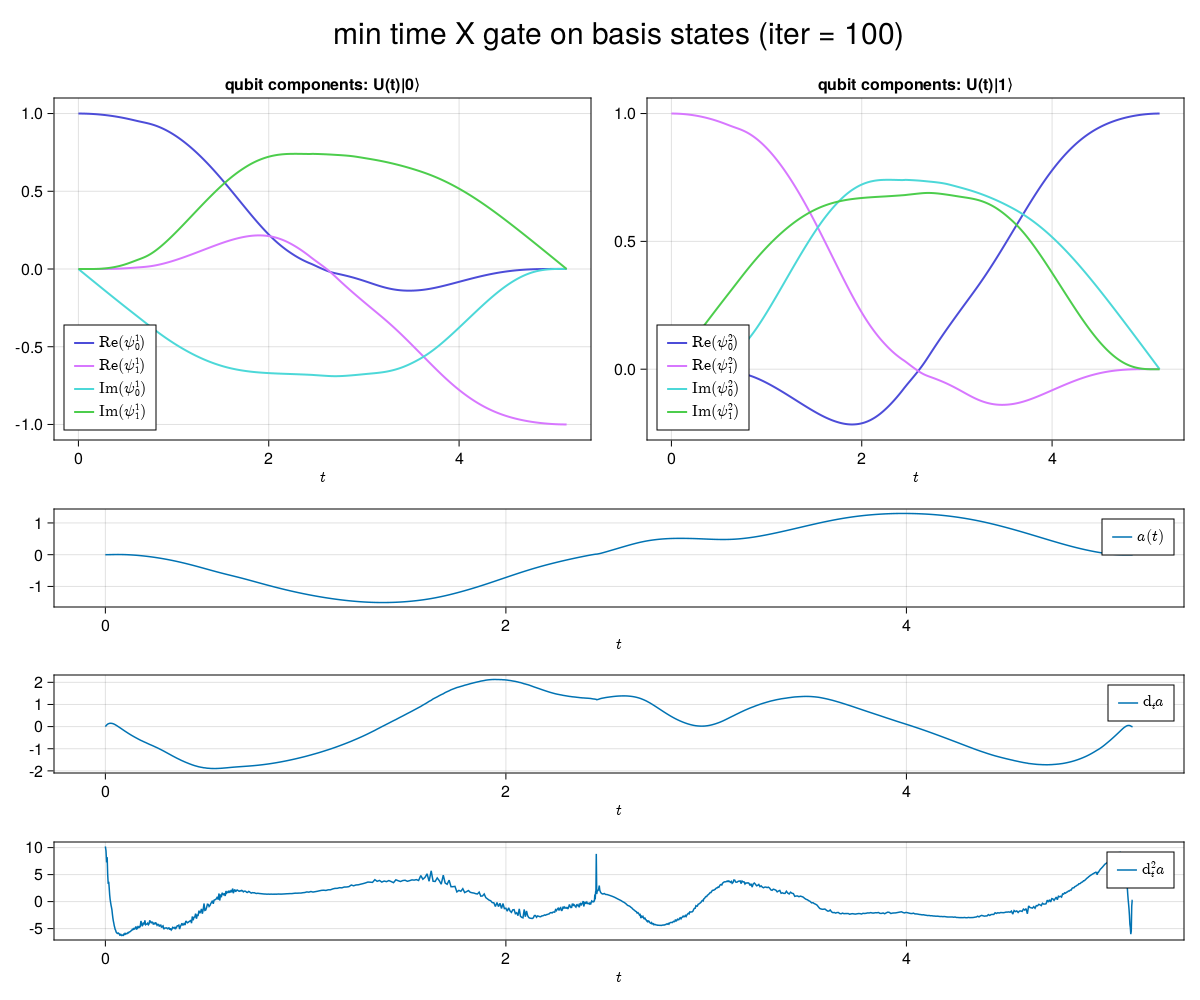 min time X gate on basis states (iter = 100)
qubit components: U(t)|0⟩
1.0
0.5
0.0
-0.5
-1.0
Re(ψ₀¹)
Re(ψ₁¹)
Im(ψ₀¹)
Im(ψ₁¹)
0 2 4
t
qubit components: U(t)|1⟩
1.0
0.5
0.0
Re(ψ₀²)
Re(ψ₁²)
Im(ψ₀²)
Im(ψ₁²)
0 2 4
t
1
0
-1
a(t)
0 2 4
t
2
1
0
-1
-2
dₜa
0 2 4
t
10
5
0
-5
dₜ²a
0 2 4
t